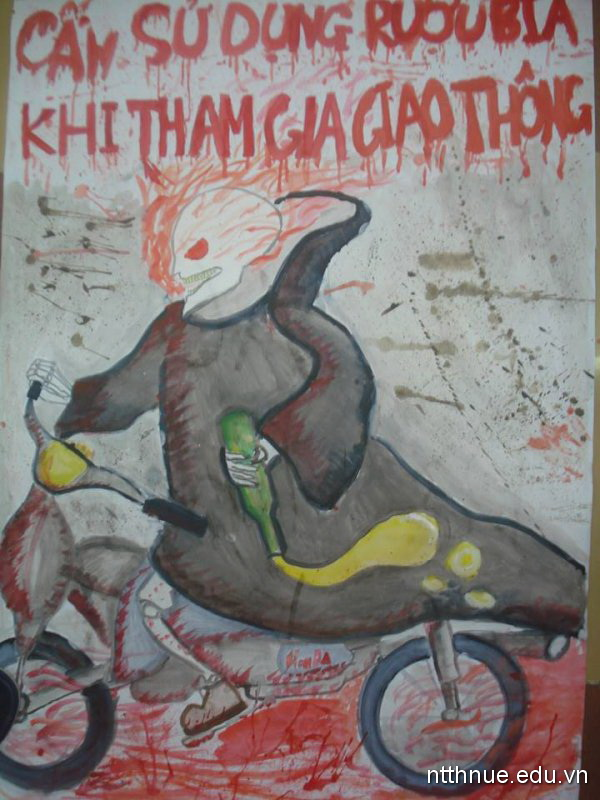 CẤM SỬ DỤNG RƯỢU BIA
KHI THAM GIA GIAO THÔNG
ntthnue.edu.vn